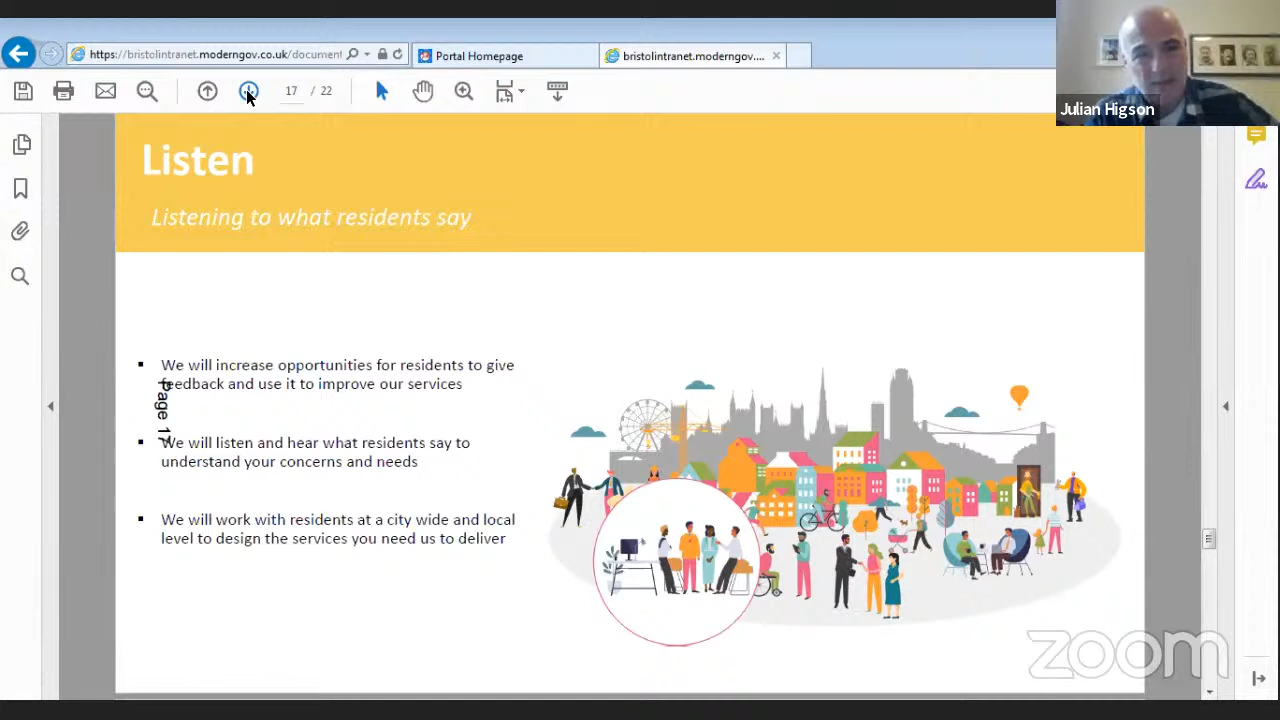 https://bristolintranet.moderngov.co.uk/document
Portal Homepage
bristolintranet.moderngov....
17 / 22
Julian Higson
Listen
Listening to what residents say
▪ We will increase opportunities for residents to give
feedback and use it to improve our services
▪ We will listen and hear what residents say to
understand your concerns and needs
▪ We will work with residents at a city wide and local
level to design the services you need us to deliver
Page 17
zoom